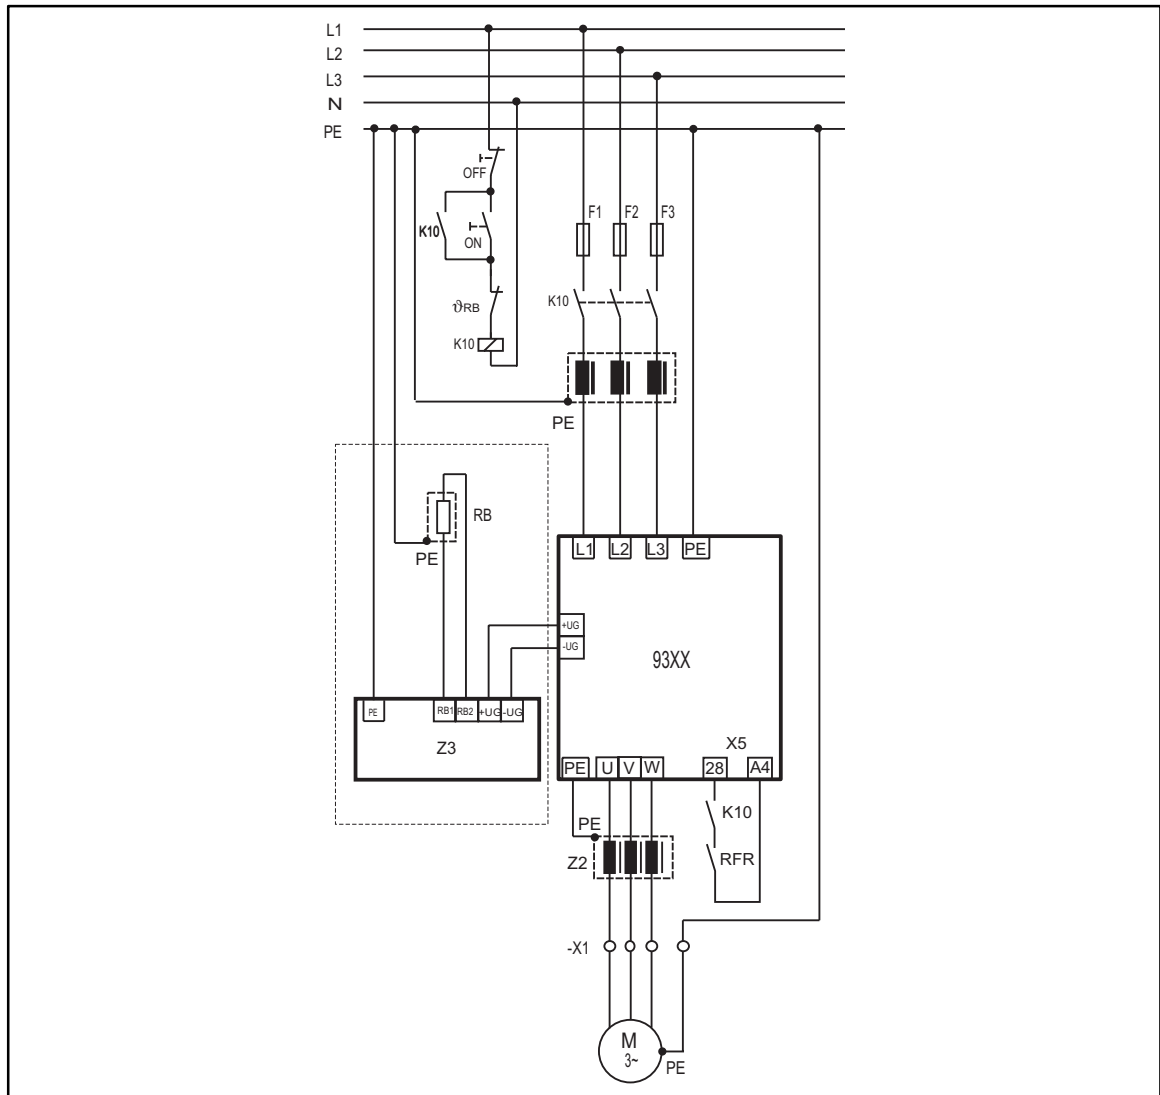 L1
L2
L3
N
PE
OFF
K10
ON
F1 F2 F3
ϑRB
K10
K10
PE
RB
PE
L1 L2 L3 PE
+UG
-UG
93XX
PE RB1 RB2 +UG -UG
Z3
X5
PE U V W 28 A4
PE
K10
Z2
RFR
-X1
M
3~
PE